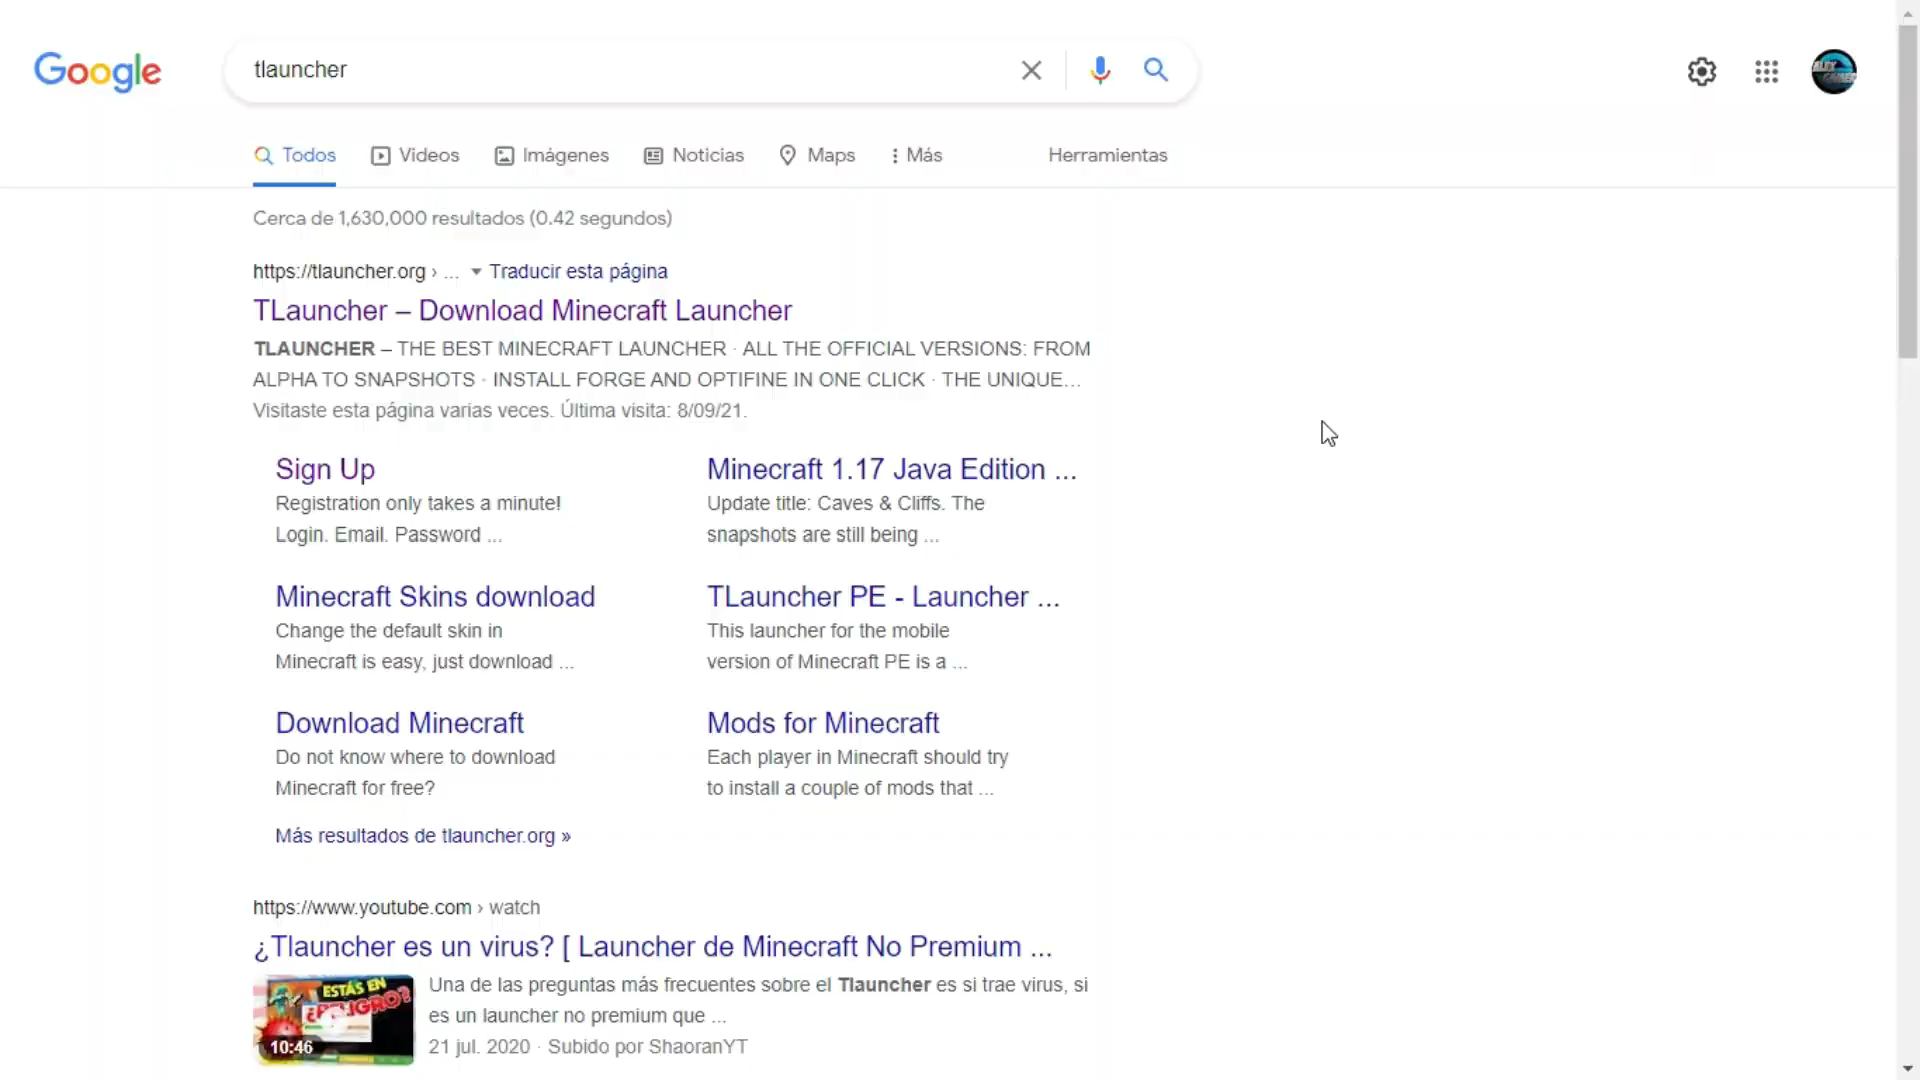 Google
tlauncher
Todos
Videos
Imágenes
Noticias
Maps
Más
Herramientas
Cerca de 1,630,000 resultados (0.42 segundos)
https://tlauncher.org › ... Traducir esta página
TLauncher – Download Minecraft Launcher
TLAUNCHER – THE BEST MINECRAFT LAUNCHER · ALL THE OFFICIAL VERSIONS: FROM
ALPHA TO SNAPSHOTS · INSTALL FORGE AND OPTIFINE IN ONE CLICK · THE UNIQUE...
Visitaste esta página varias veces. Última visita: 8/09/21.
Sign Up
Registration only takes a minute!
Login. Email. Password ...
Minecraft 1.17 Java Edition ...
Update title: Caves & Cliffs. The
snapshots are still being ...
Minecraft Skins download
Change the default skin in
Minecraft is easy, just download ...
TLauncher PE - Launcher ...
This launcher for the mobile
version of Minecraft PE is a ...
Download Minecraft
Do not know where to download
Minecraft for free?
Mods for Minecraft
Each player in Minecraft should try
to install a couple of mods that ...
Más resultados de tlauncher.org »
https://www.youtube.com › watch
¿Tlauncher es un virus? [ Launcher de Minecraft No Premium ...
ESTÁS EN
¿PELIGRO?
10:46
Una de las preguntas más frecuentes sobre el Tlauncher es si trae virus, si
es un launcher no premium que ...
21 jul. 2020 · Subido por ShaoranYT